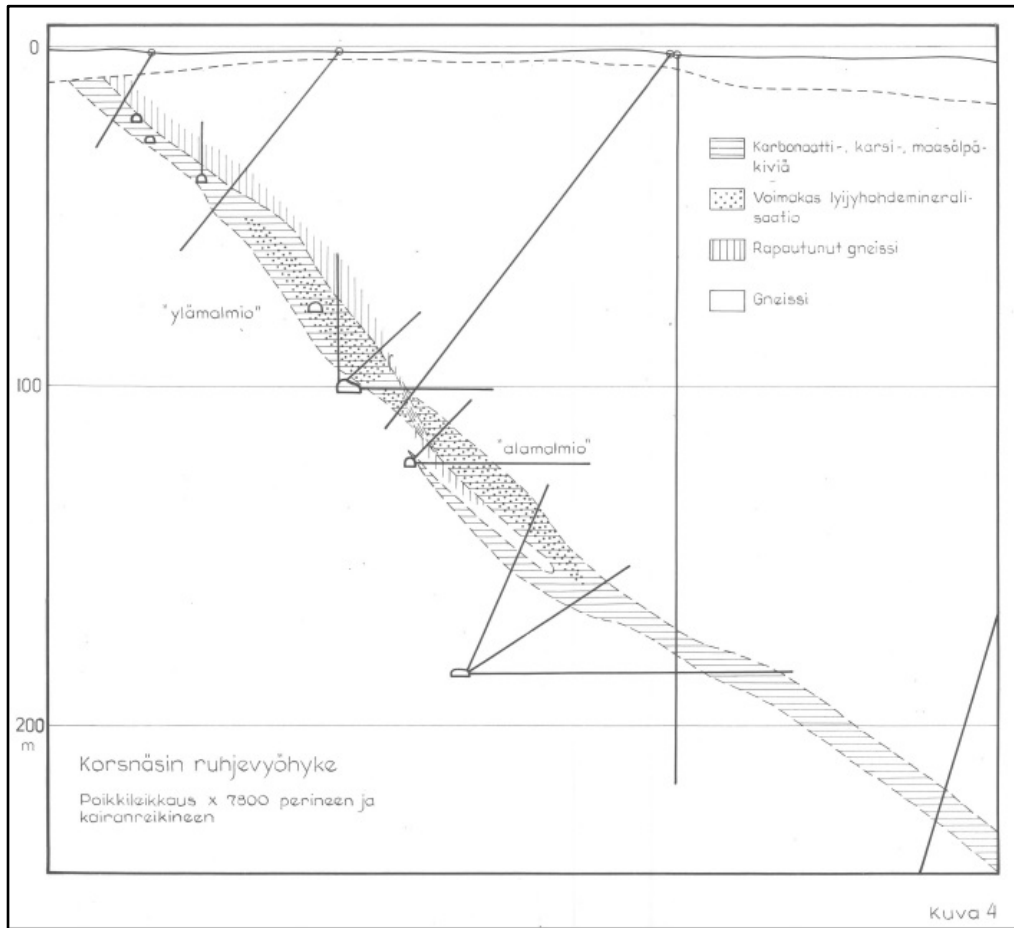 0
Karbonaatti-, karsi-, maasälpä-
kiviä
Voimakas lyijyhohdeminerali-
saatio
Rapautunut gneissi
Gneissi
"ylämalmio"
100
"alamalmio"
200
m
Korsnäsin ruhjevyöhyke
Poikkileikkaus x 7800 perineen ja
kairanreikineen
Kuva 4